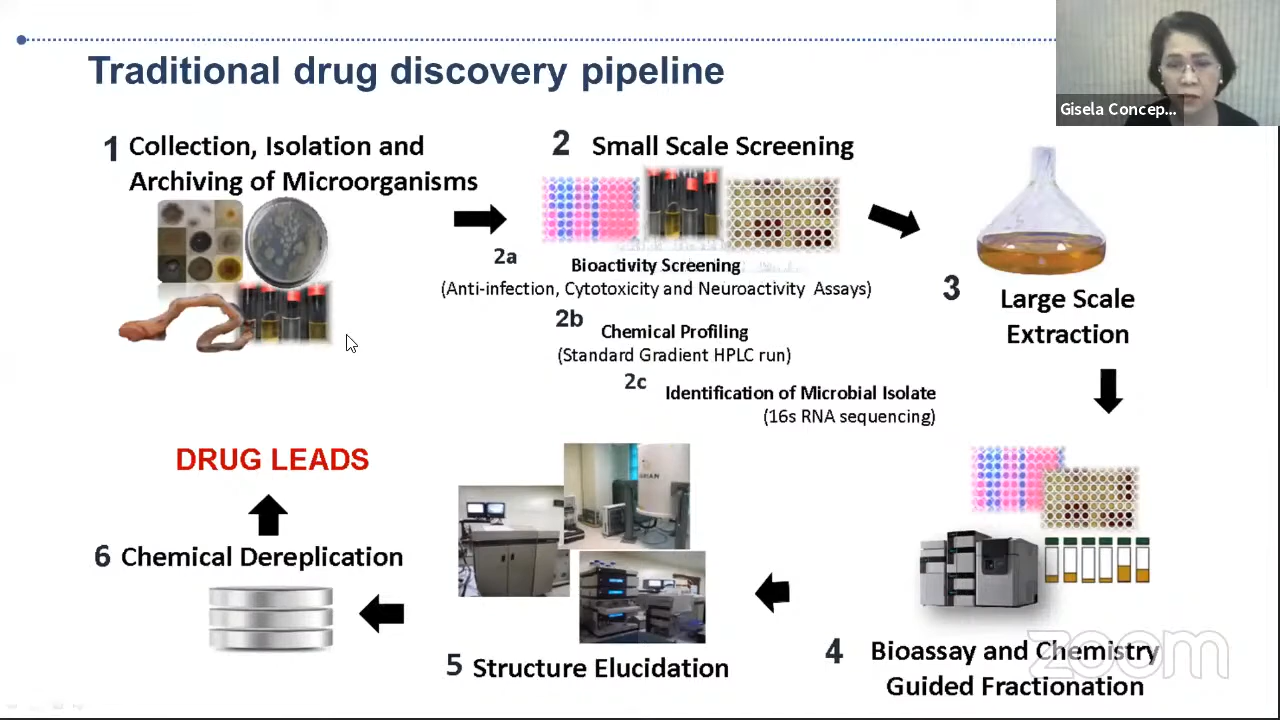 Traditional drug discovery pipeline
Gisela Concep...
1 Collection, Isolation and
Archiving of Microorganisms
2 Small Scale Screening
2a
Bioactivity Screening
(Anti-infection, Cytotoxicity and Neuroactivity Assays)
2b
Chemical Profiling
(Standard Gradient HPLC run)
2c
Identification of Microbial Isolate
(16s RNA sequencing)
3
Large Scale
Extraction
4 Bioassay and Chemistry
Guided Fractionation
5 Structure Elucidation
6 Chemical Dereplication
DRUG LEADS
zoom